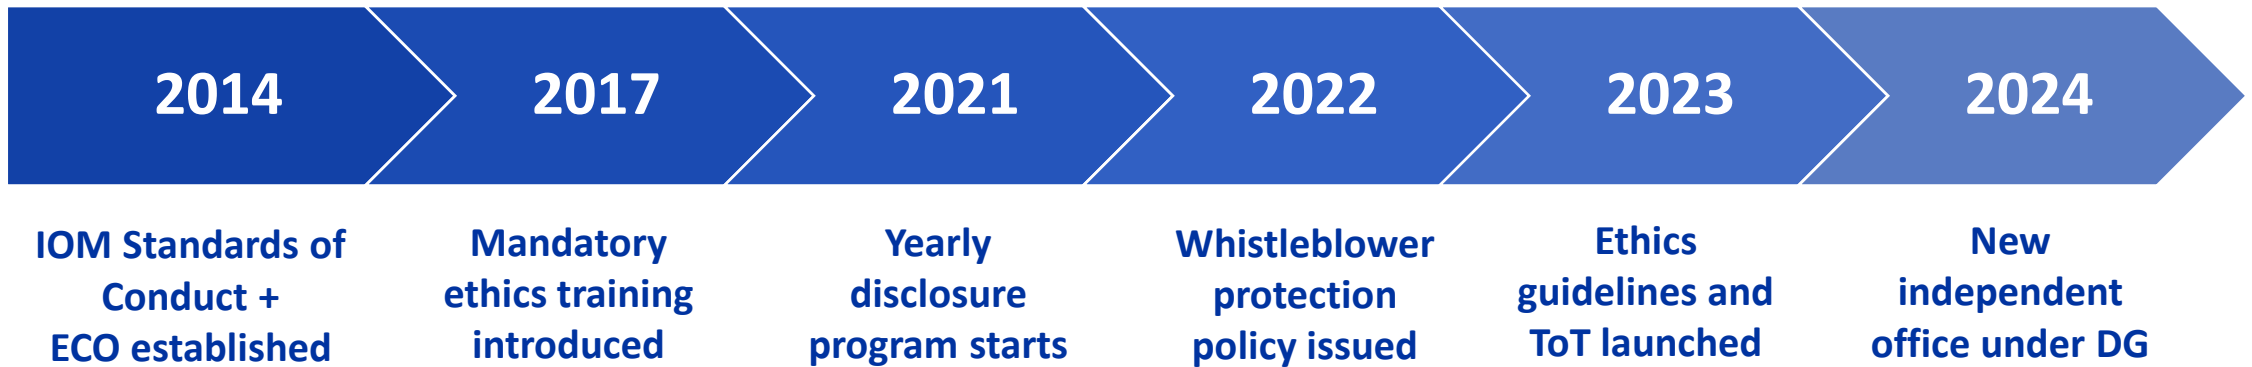 2014
2017
2021
2022
2023
2024
IOM Standards of
Conduct +
ECO established
Mandatory
ethics training
introduced
Yearly
disclosure
program starts
Whistleblower
protection
policy issued
Ethics
guidelines and
ToT launched
New
independent
office under DG